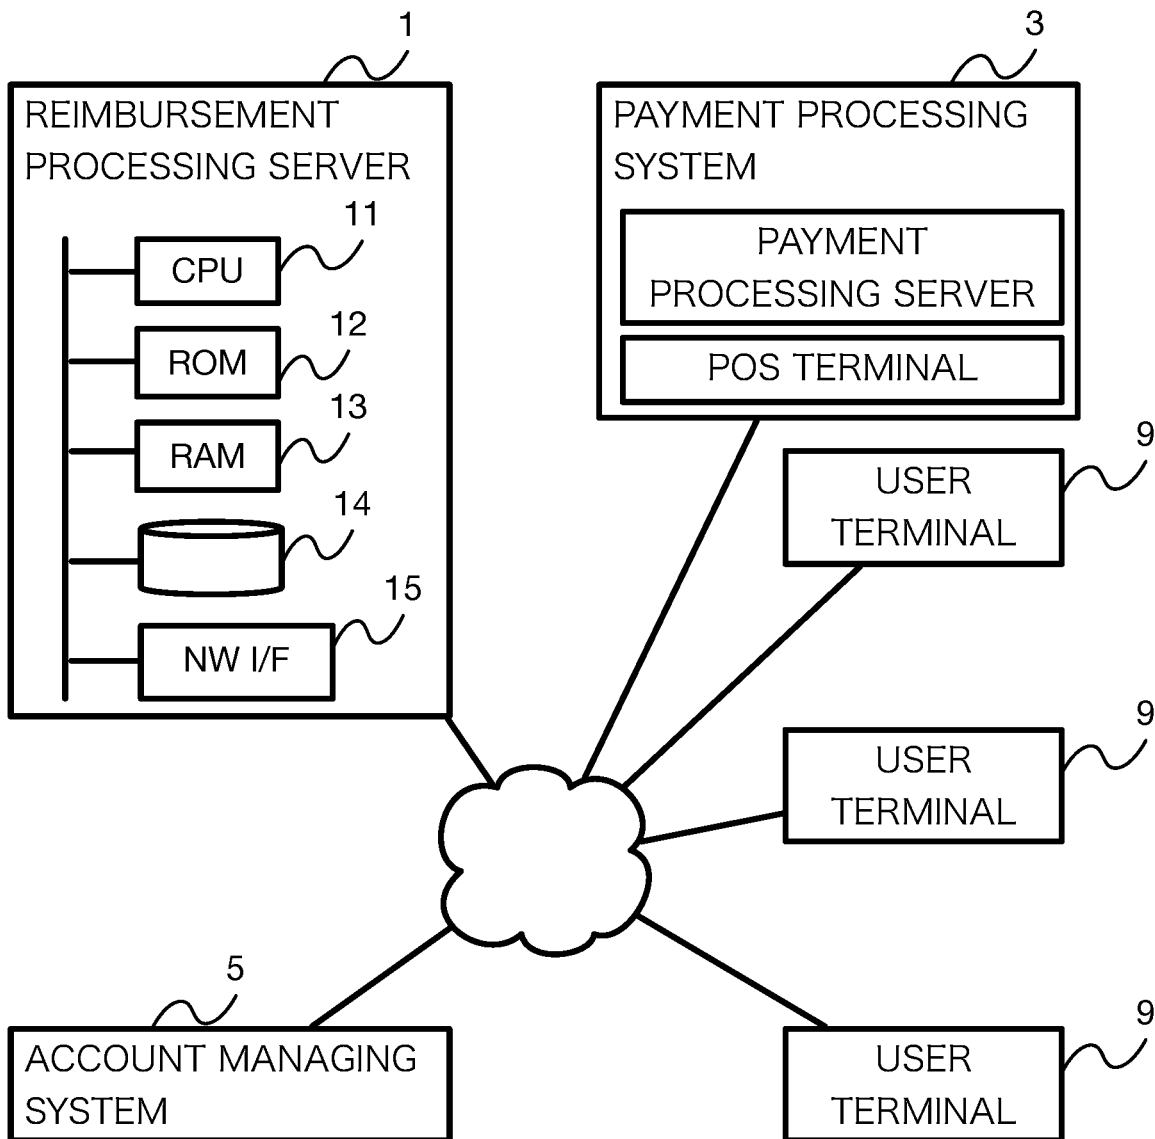 1
REIMBURSEMENT
PROCESSING SERVER
11
CPU
12
ROM
13
RAM
14
15
NW I/F
3
PAYMENT PROCESSING
SYSTEM
PAYMENT
PROCESSING SERVER
POS TERMINAL
9
USER
TERMINAL
9
USER
TERMINAL
5
ACCOUNT MANAGING
SYSTEM
9
USER
TERMINAL